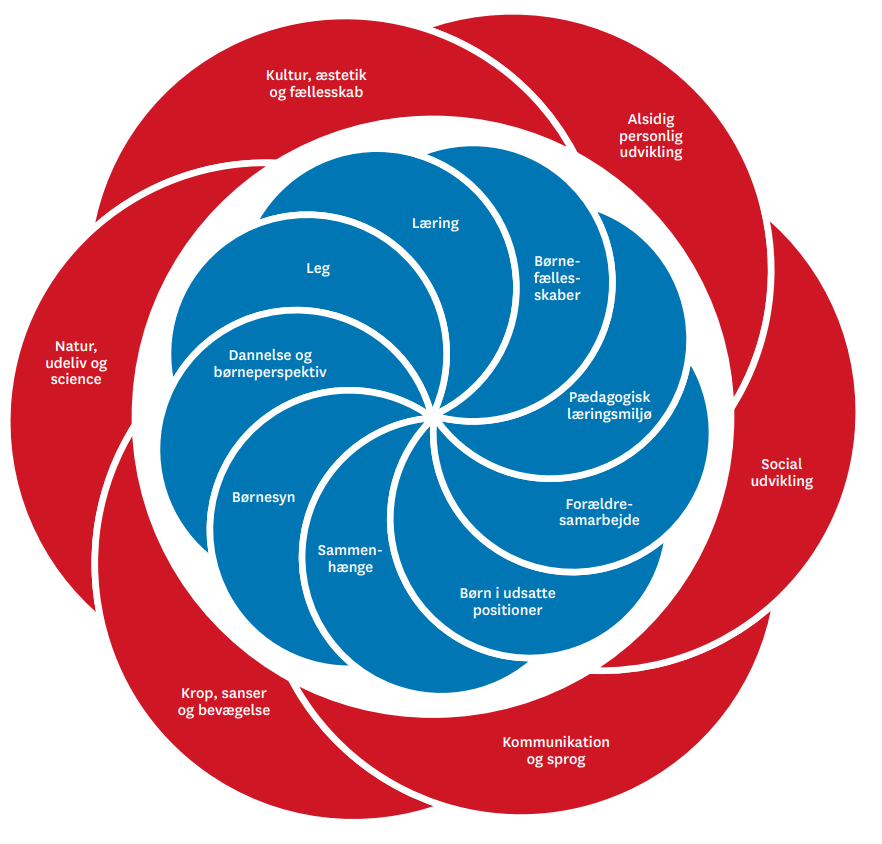 Kultur, æstetik
og fællesskab
Alsidig
personlig
udvikling
Læring
Leg
Børne-
fælles-
skaber
Natur,
udeliv og
science
Dannelse og
børneperspektiv
Pædagogisk
læringsmiljø
Social
udvikling
Børnesyn
Forældre-
samarbejde
Sammen-
hænge
Børn i udsatte
positioner
Krop, sanser
og bevægelse
Kommunikation
og sprog